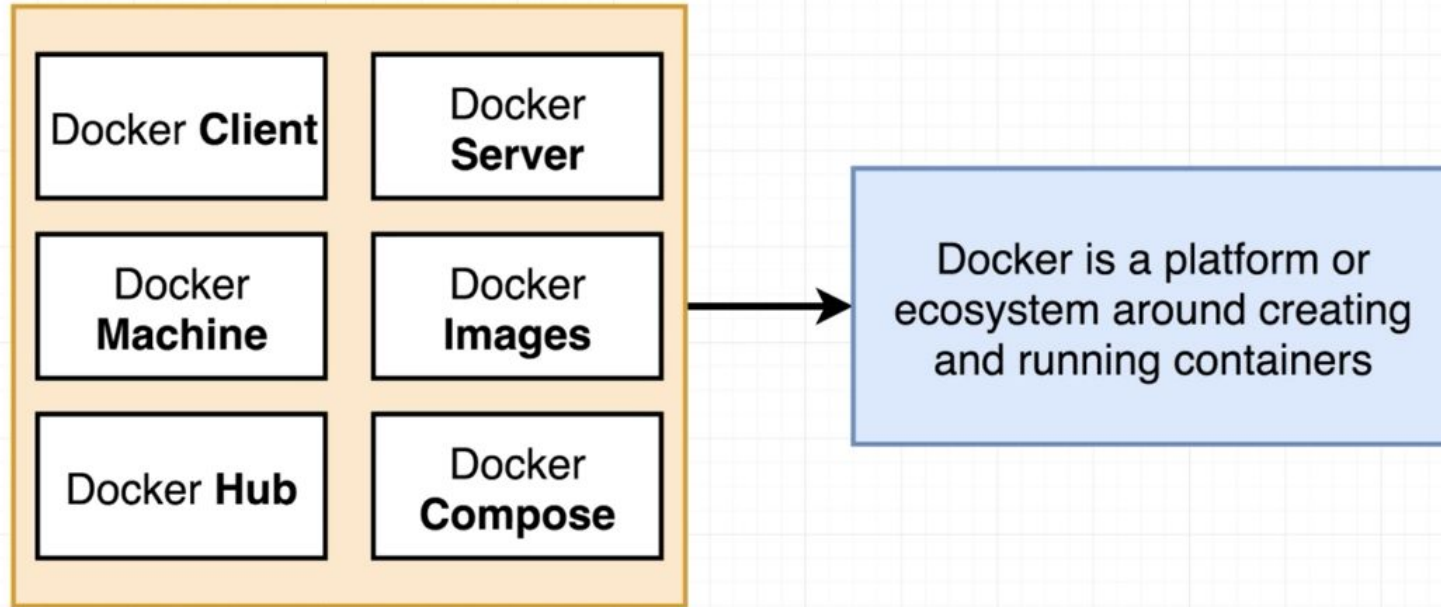 Docker Client
Docker
Server
Docker
Machine
Docker
Images
Docker Hub
Docker
Compose
Docker is a platform or
ecosystem around creating
and running containers